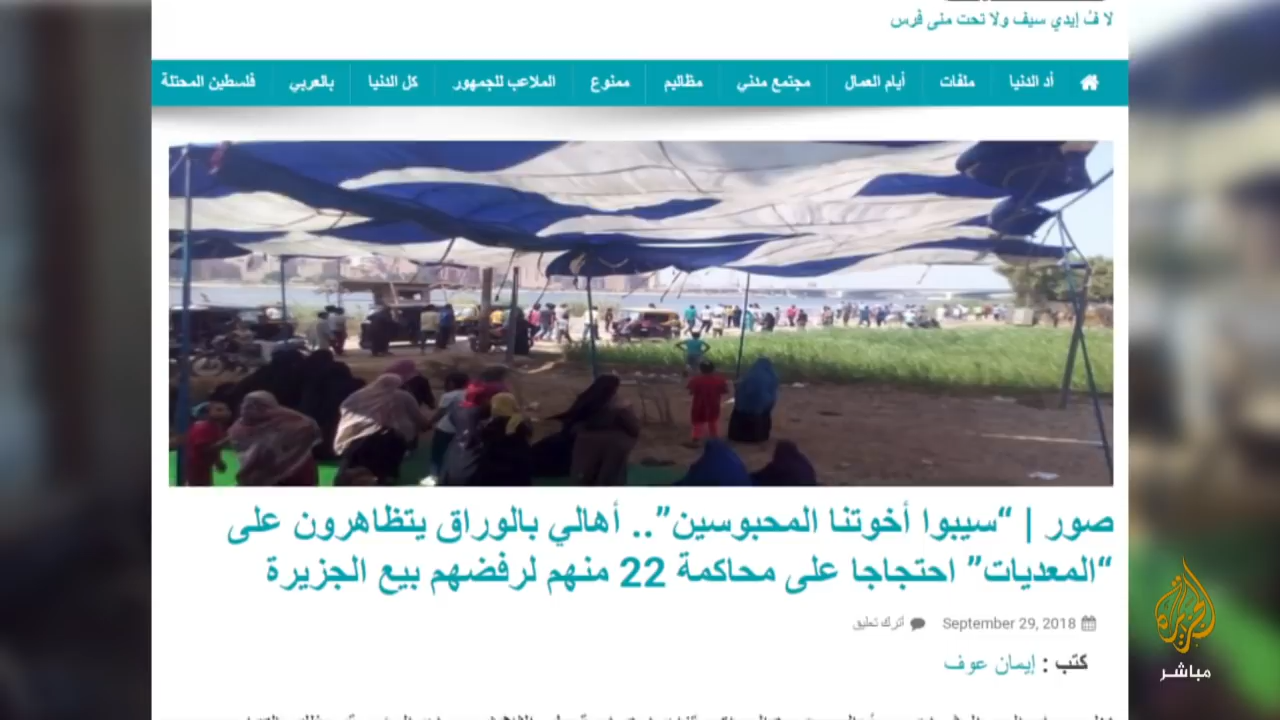 لا ف إيدي سيف ولا تحت منى فرس
أد الدنيا ملفات أيام العمال مجتمع مدني مظاليم ممنوع الملاعب للجمهور كل الدنيا بالعربي فلسطين المحتلة
صور | “سيبوا أخوتنا المحبوسين”.. أهالي بالوراق يتظاهرون على
“المعديات” احتجاجا على محاكمة 22 منهم لرفضهم بيع الجزيرة
September 29, 2018 أترك تعليق
كتب : إيمان عوف
الجزيرة
مباشر